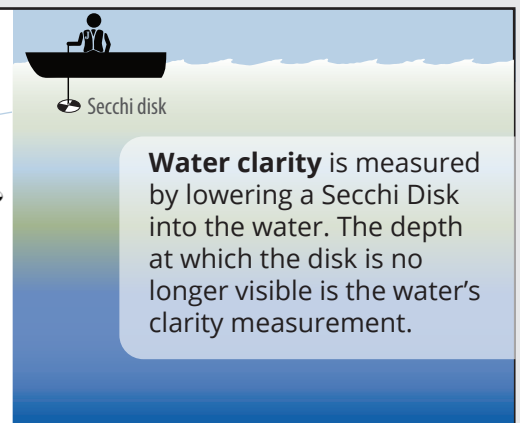 Secchi disk
Water clarity is measured
by lowering a Secchi Disk
into the water. The depth
at which the disk is no
longer visible is the water's
clarity measurement.